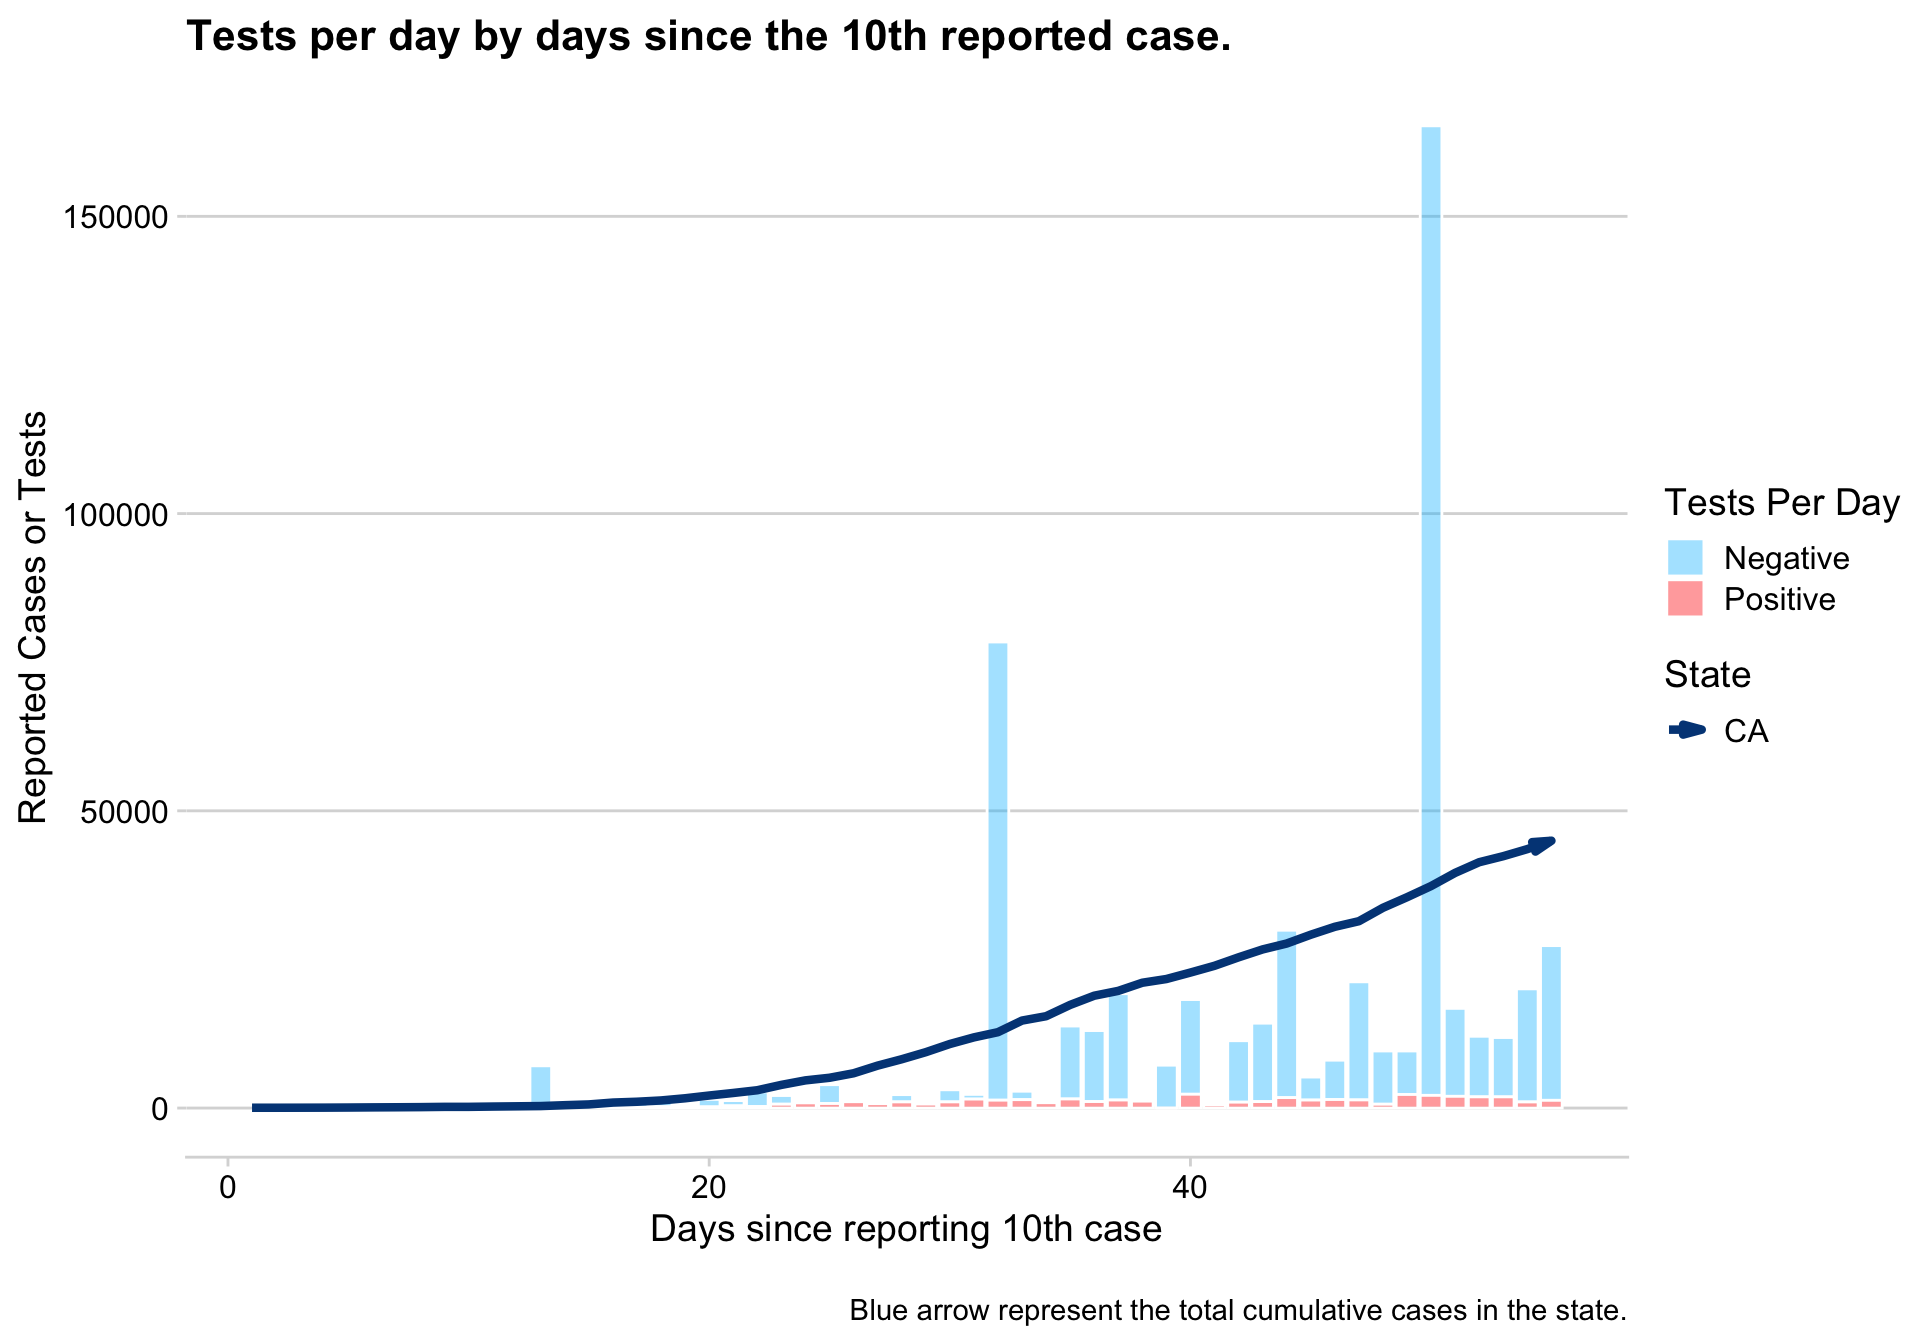 Tests per day by days since the 10th reported case.
Reported Cases or Tests
150000
100000
50000
0
0
20
40
Days since reporting 10th case
Tests Per Day
Negative
Positive
State
CA
Blue arrow represent the total cumulative cases in the state.